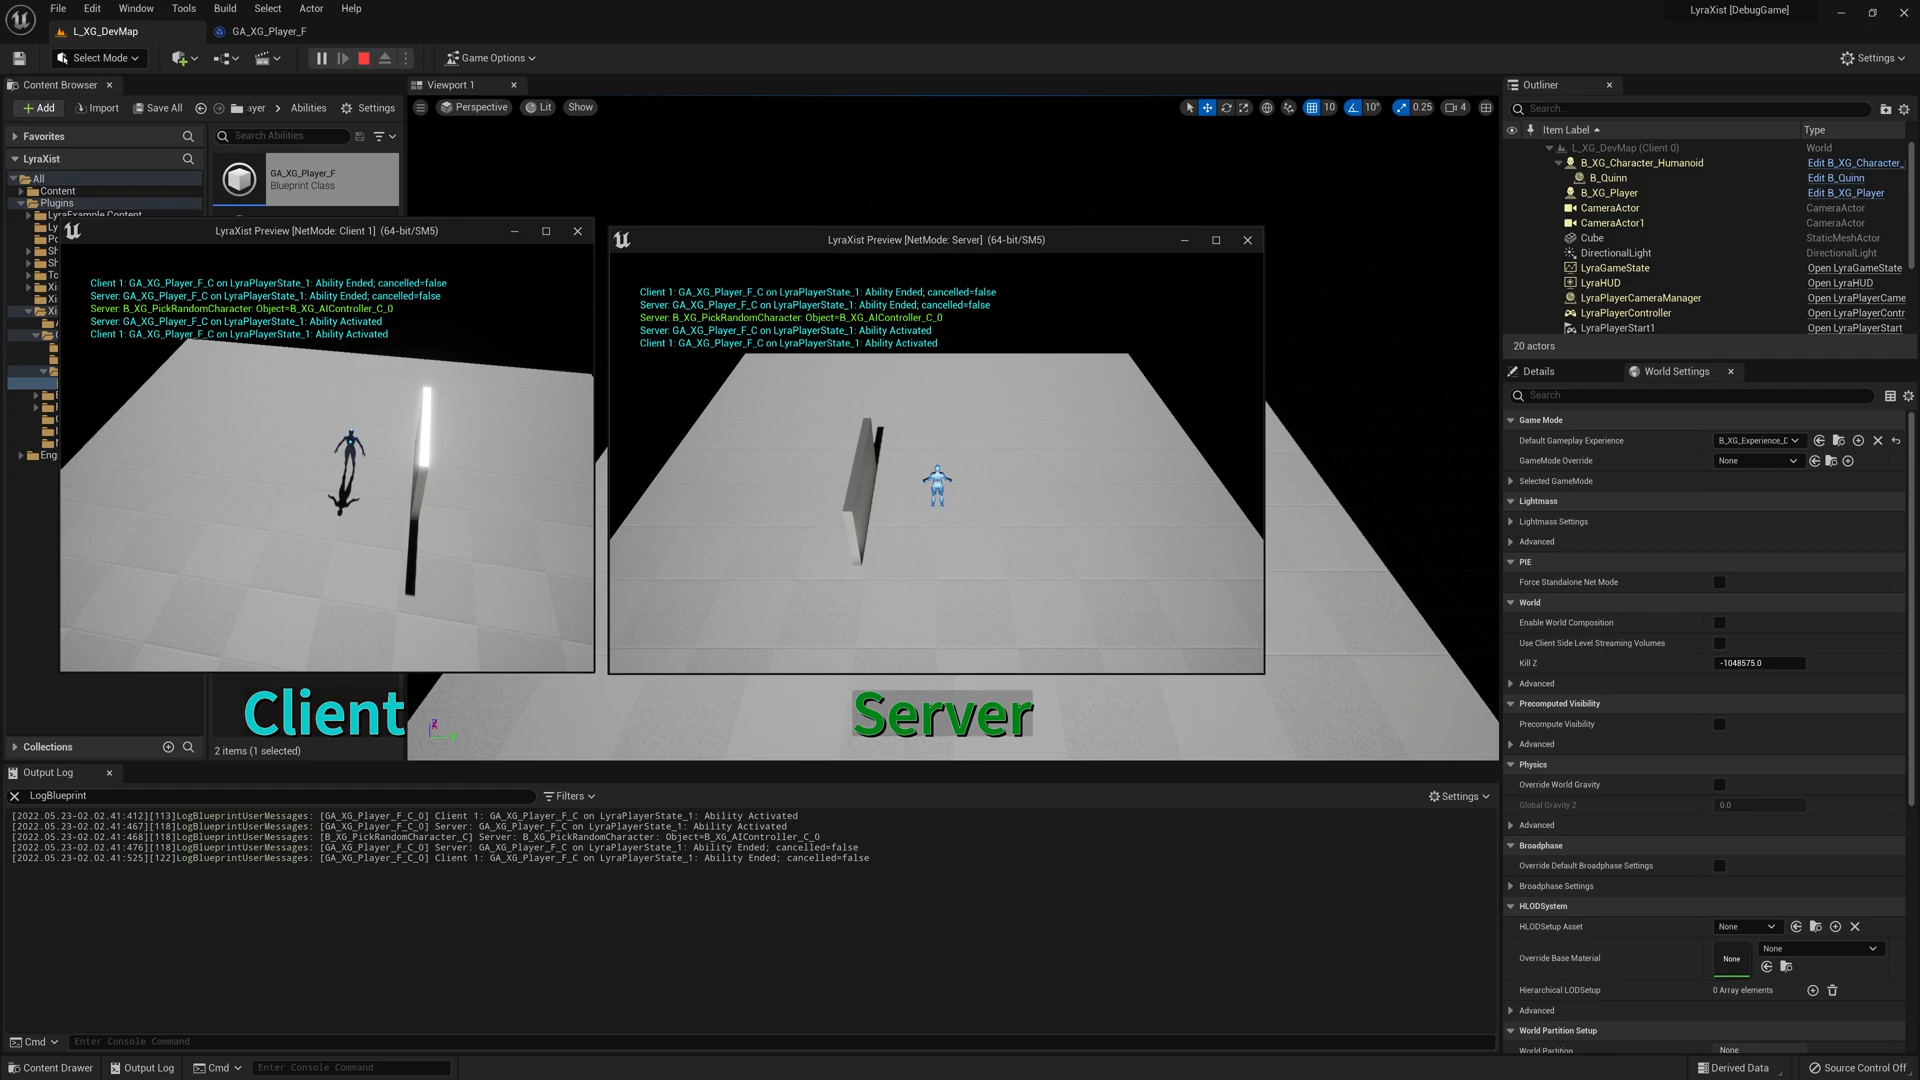 File Edit Window Tools Build Select Actor Help
LyraXist [DebugGame]
L_XG_DevMap
GA_XG_Player_F
Select Mode
Game Options
Settings
Content Browser
Add Import Save All ayer > Abilities Settings
Favorites
Search Abilities
LyraXist
All
Content
Plugins
LyraExample Content
GA_XG_Player_F
Blueprint Class
Collections
2 items (1 selected)
Viewport 1
Perspective Lit Show
10 10° 0.25 4
LyraXist Preview [NetMode: Client 1] (64-bit/SM5)
Client 1: GA_XG_Player_F_C on LyraPlayerState_1: Ability Ended; cancelled=false
Server: GA_XG_Player_F_C on LyraPlayerState_1: Ability Ended; cancelled=false
Server: B_XG_PickRandomCharacter: Object=B_XG_AIController_C_0
Server: GA_XG_Player_F_C on LyraPlayerState_1: Ability Activated
Client 1: GA_XG_Player_F_C on LyraPlayerState_1: Ability Activated
LyraXist Preview [NetMode: Server] (64-bit/SM5)
Client 1: GA_XG_Player_F_C on LyraPlayerState_1: Ability Ended; cancelled=false
Server: GA_XG_Player_F_C on LyraPlayerState_1: Ability Ended; cancelled=false
Server: B_XG_PickRandomCharacter: Object=B_XG_AIController_C_0
Server: GA_XG_Player_F_C on LyraPlayerState_1: Ability Activated
Client 1: GA_XG_Player_F_C on LyraPlayerState_1: Ability Activated
Client
Server
Outliner
Search...
Item Label Type
L_XG_DevMap (Client 0) World
B_XG_Character_Humanoid Edit B_XG_Character_
B_Quinn Edit B_Quinn
B_XG_Player Edit B_XG_Player
CameraActor CameraActor
CameraActor1 CameraActor
Cube StaticMeshActor
DirectionalLight DirectionalLight
LyraGameState Open LyraGameState
LyraHUD Open LyraHUD
LyraPlayerCameraManager Open LyraPlayerCame
LyraPlayerController Open LyraPlayerContr
LyraPlayerStart1 Open LyraPlayerStart
20 actors
Details World Settings
Search
Game Mode
Default Gameplay Experience B_XG_Experience_D
GameMode Override None
Selected GameMode
Lightmass
Lightmass Settings
Advanced
PIE
Force Standalone Net Mode
World
Enable World Composition
Use Client Side Level Streaming Volumes
Kill Z -1048575.0
Advanced
Precomputed Visibility
Precompute Visibility
Advanced
Physics
Override World Gravity
Global Gravity Z 0.0
Advanced
Broadphase
Override Default Broadphase Settings
Broadphase Settings
HLODSystem
HLODSetup Asset None
Override Base Material None None
Hierarchical LODSetup 0 Array elements
Advanced
World Partition Setup
World Partition None
Output Log
LogBlueprint
Filters
Settings
[2022.05.23-02.02.41:412][113]LogBlueprintUserMessages: [GA_XG_Player_F_C_0] Client 1: GA_XG_Player_F_C on LyraPlayerState_1: Ability Activated
[2022.05.23-02.02.41:467][118]LogBlueprintUserMessages: [GA_XG_Player_F_C_0] Server: GA_XG_Player_F_C on LyraPlayerState_1: Ability Activated
[2022.05.23-02.02.41:468][118]LogBlueprintUserMessages: [B_XG_PickRandomCharacter_C] Server: B_XG_PickRandomCharacter: Object=B_XG_AIController_C_0
[2022.05.23-02.02.41:476][118]LogBlueprintUserMessages: [GA_XG_Player_F_C_0] Server: GA_XG_Player_F_C on LyraPlayerState_1: Ability Ended; cancelled=false
[2022.05.23-02.02.41:525][122]LogBlueprintUserMessages: [GA_XG_Player_F_C_0] Client 1: GA_XG_Player_F_C on LyraPlayerState_1: Ability Ended; cancelled=false
Cmd Enter Console Command
Content Drawer Output Log Cmd Enter Console Command
Derived Data Source Control Off